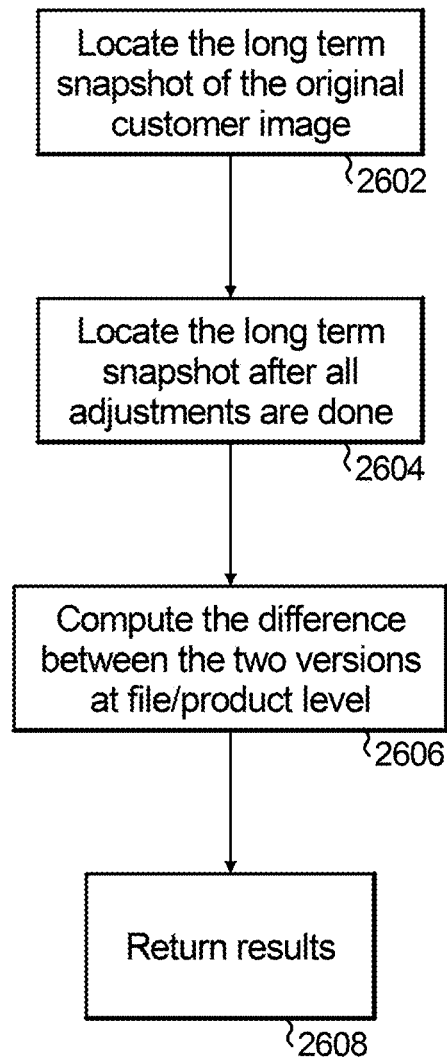 Locate the long term
snapshot of the original
customer image
2602
Locate the long term
snapshot after all
adjustments are done
2604
Compute the difference
between the two versions
at file/product level
2606
Return results
2608